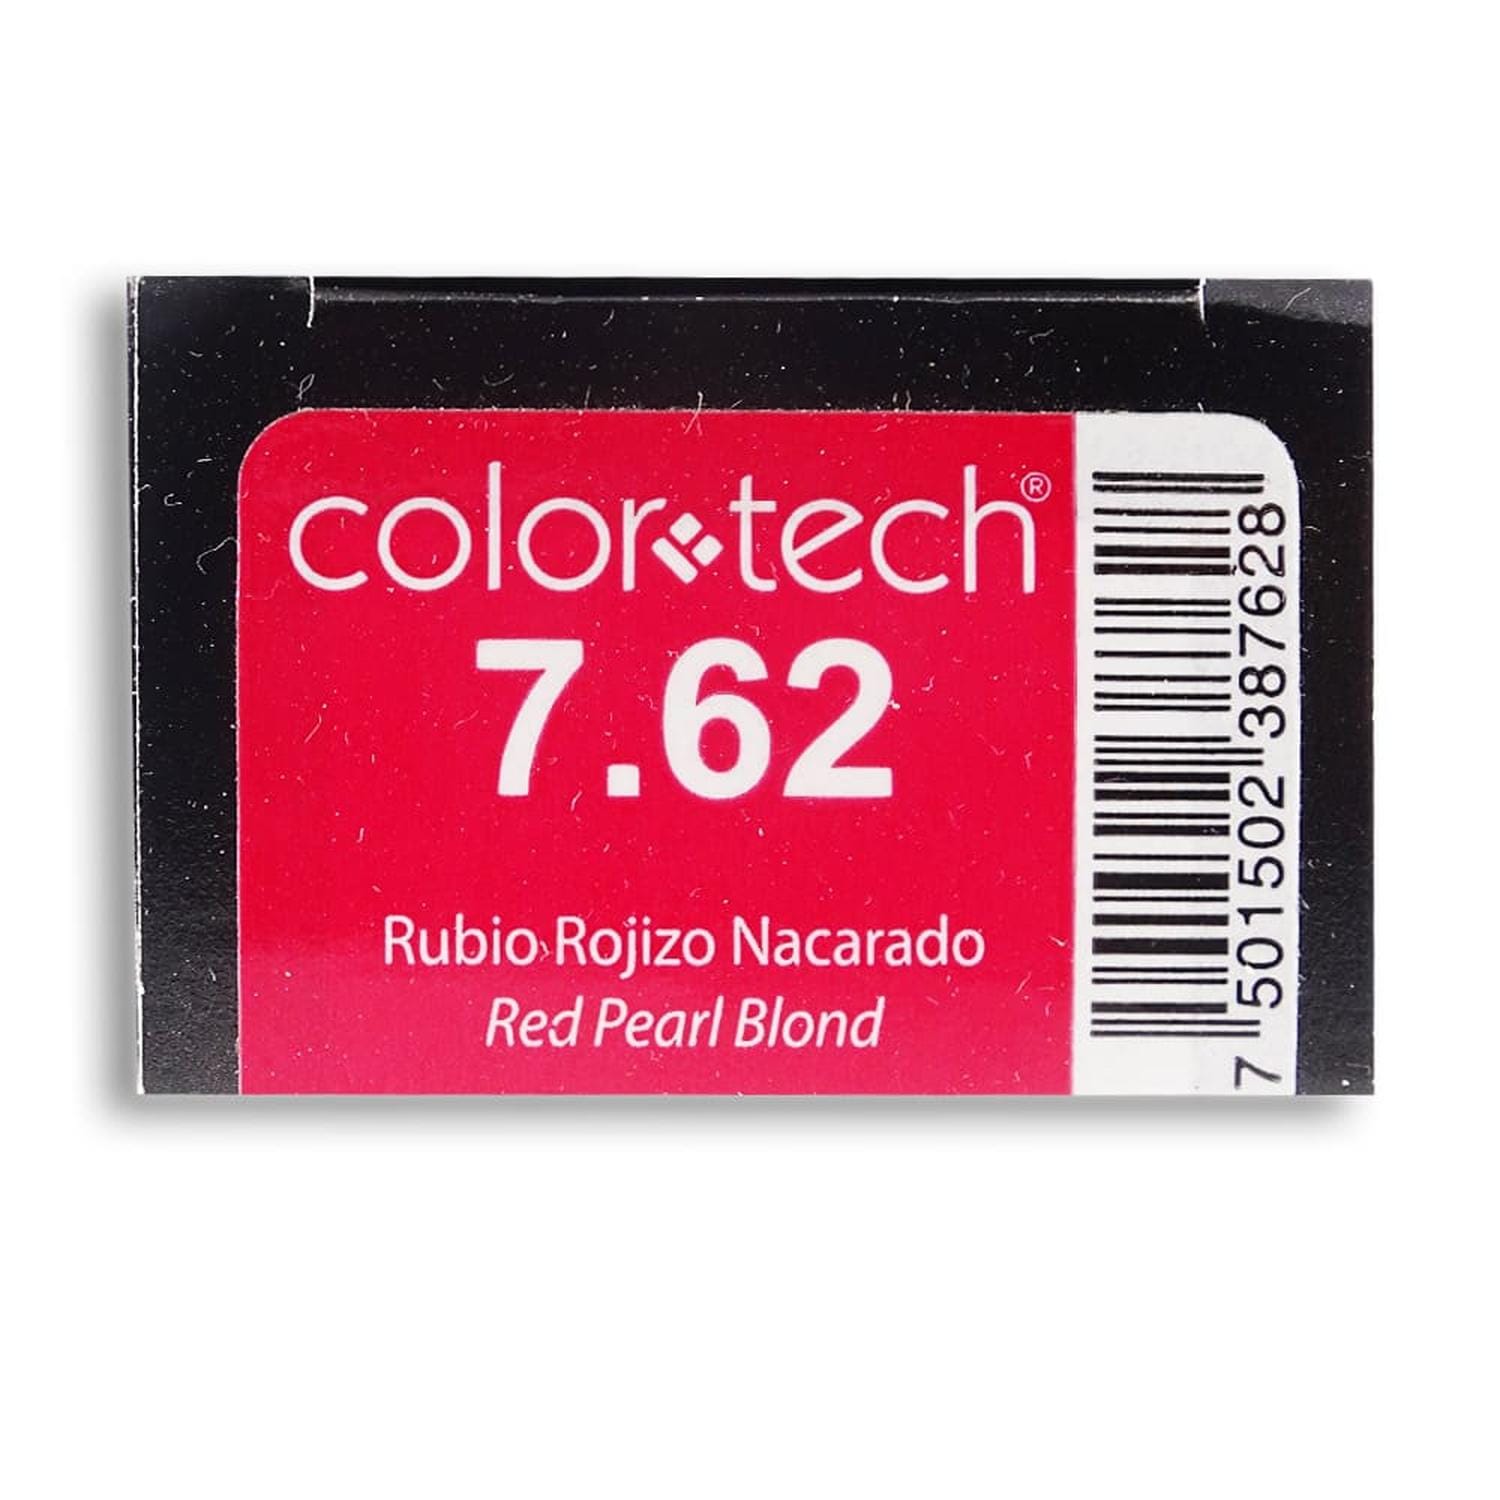 color tech®
7.62
Rubio Rojizo Nacarado
Red Pearl Blond
7 501502 387628